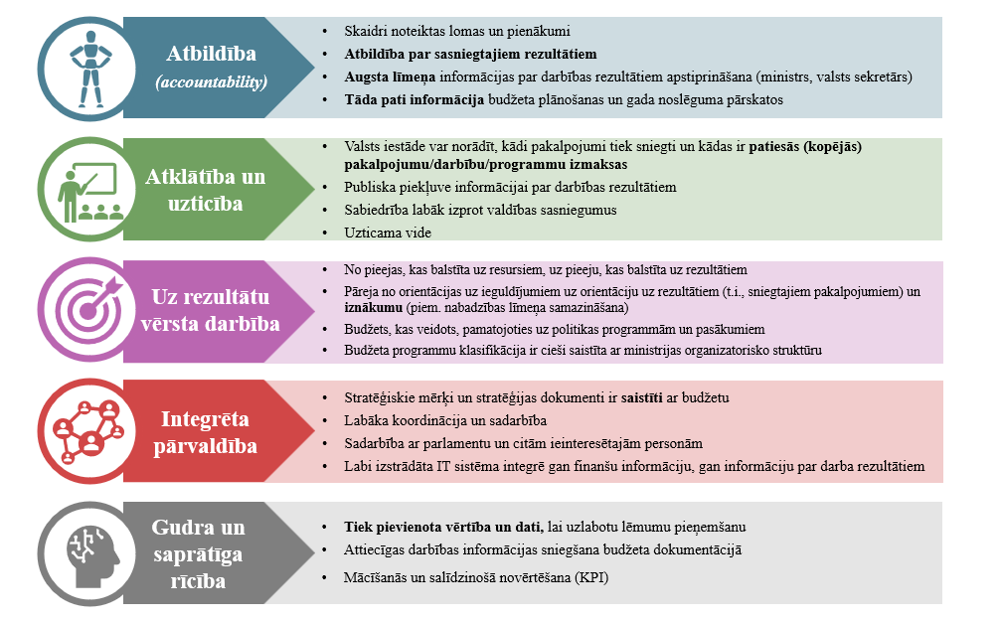 Atbildība
(accountability)
• Skaidri noteiktas lomas un pienākumi
• Atbildība par sasniegtajiem rezultātiem
• Augsta līmeņa informācijas par darbības rezultātiem apstiprināšana (ministrs, valsts sekretārs)
• Tāda pati informācija budžeta plānošanas un gada noslēguma pārskatos
Atklātība un
uzticība
• Valsts iestāde var norādīt, kādi pakalpojumi tiek sniegti un kādas ir patiesās (kopējās)
pakalpojumu/darbību/programmu izmaksas
• Publiska piekļuve informācijai par darbības rezultātiem
• Sabiedrība labāk izprot valdības sasniegumus
• Uzticama vide
Uz rezultātu
vērsta darbība
• No pieejas, kas balstīta uz resursiem, uz pieeju, kas balstīta uz rezultātiem
• Pāreja no orientācijas uz ieguldījumiem uz orientāciju uz rezultātiem (t.i., sniegtajiem pakalpojumiem) un
iznākumu (piem. nabadzības līmeņa samazināšana)
• Budžets, kas veidots, pamatojoties uz politikas programmām un pasākumiem
• Budžeta programmu klasifikācija ir cieši saistīta ar ministrijas organizatorisko struktūru
Integrēta
pārvaldība
• Stratēģiskie mērķi un stratēģijas dokumenti ir saistīti ar budžetu
• Labāka koordinācija un sadarbība
• Sadarbība ar parlamentu un citām ieinteresētajām personām
• Labi izstrādāta IT sistēma integrē gan finanšu informāciju, gan informāciju par darba rezultātiem
Gudra un
saprātīga
rīcība
• Tiek pievienota vērtība un dati, lai uzlabotu lēmumu pieņemšanu
• Attiecīgas darbības informācijas sniegšana budžeta dokumentācijā
• Mācīšanās un salīdzinošā novērtēšana (KPI)